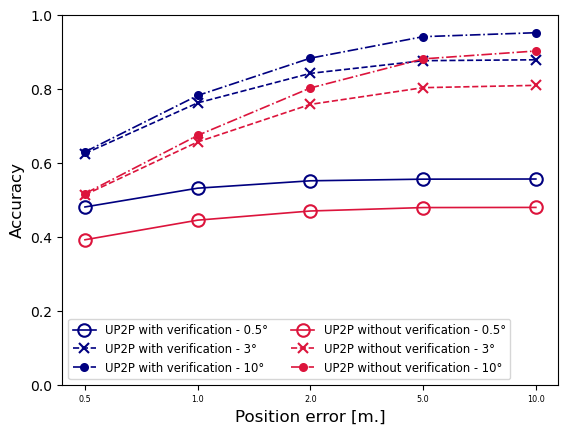 1.0
0.8
0.6
0.4
0.2
0.0
Accuracy
UP2P with verification - 0.5°
UP2P with verification - 3°
UP2P with verification - 10°
UP2P without verification - 0.5°
UP2P without verification - 3°
UP2P without verification - 10°
0.5 1.0 2.0 5.0 10.0
Position error [m.]